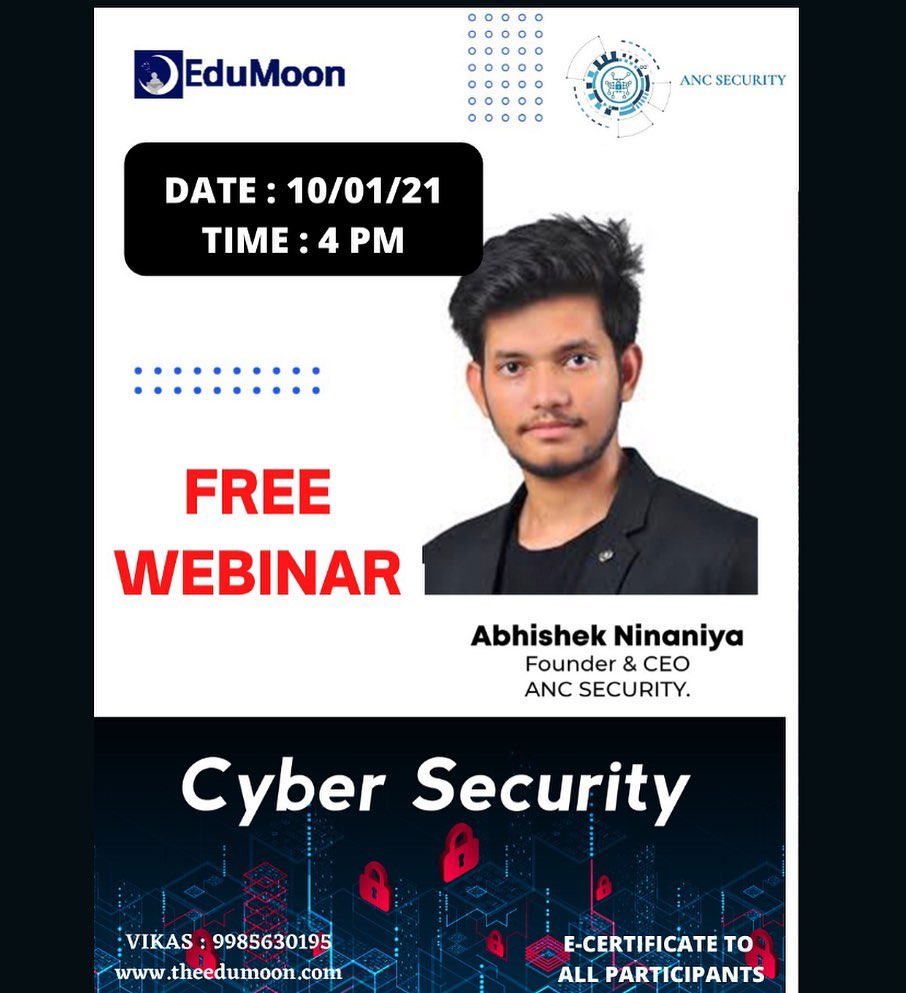 EduMoon
ANC SECURITY
DATE : 10/01/21
TIME : 4 PM
FREE
WEBINAR
Abhishek Ninaniya
Founder & CEO
ANC SECURITY.
Cyber Security
VIKAS : 9985630195
www.theedumoon.com
E-CERTIFICATE TO
ALL PARTICIPANTS